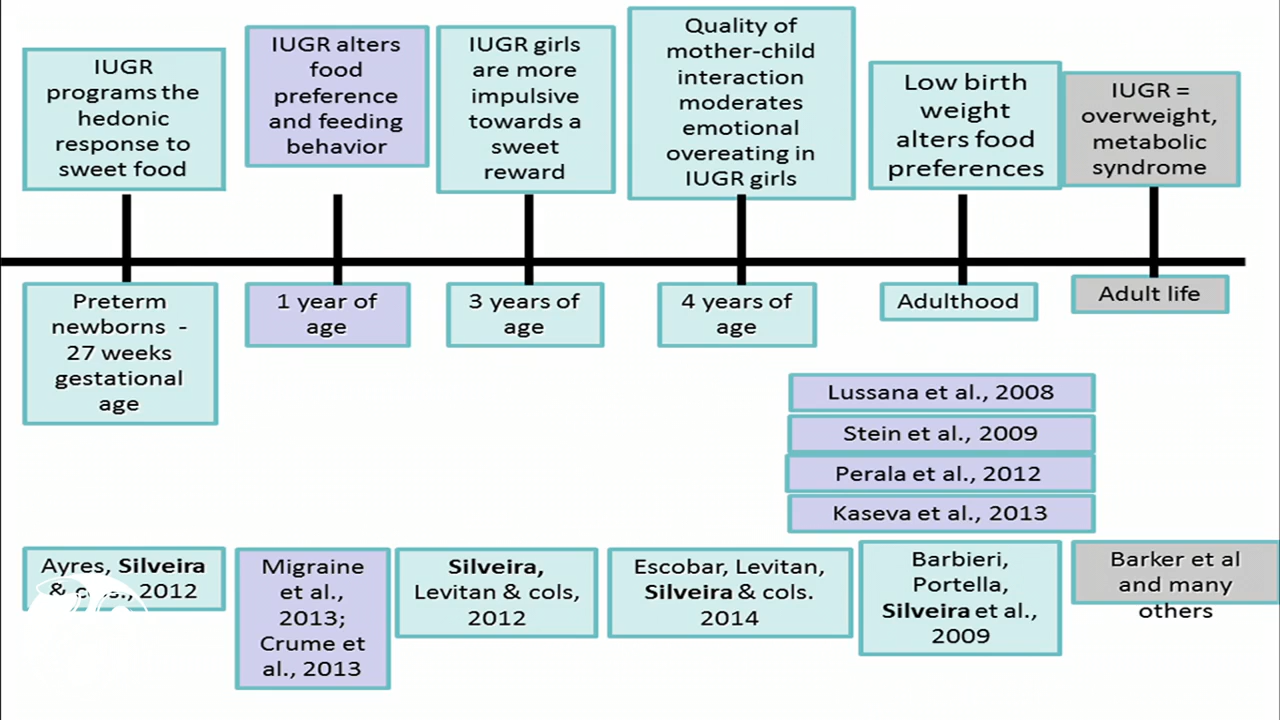 IUGR
programs the
hedonic
response to
sweet food
IUGR alters
food
preference
and feeding
behavior
IUGR girls
are more
impulsive
towards a
sweet
reward
Quality of
mother-child
interaction
moderates
emotional
overeating in
IUGR girls
Low birth
weight
alters food
preferences
IUGR =
overweight,
metabolic
syndrome
Preterm
newborns -
27 weeks
gestational
age
1 year of
age
3 years of
age
4 years of
age
Adulthood
Adult life
Lussana et al., 2008
Stein et al., 2009
Perala et al., 2012
Kaseva et al., 2013
Ayres, Silveira
& cols., 2012
Migraine
et al.,
2013;
Crume et
al., 2013
Silveira,
Levitan & cols,
2012
Escobar, Levitan,
Silveira & cols.
2014
Barbieri,
Portella,
Silveira et al.,
2009
Barker et al
and many
others